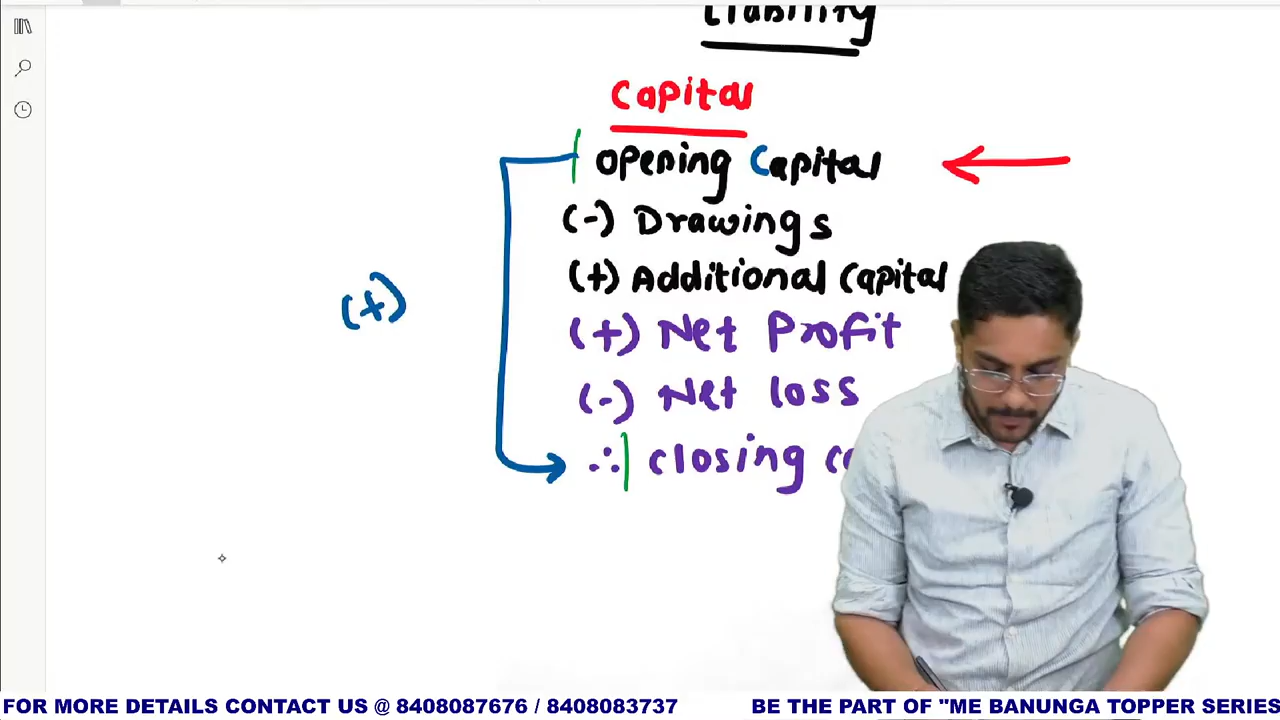 Liability
Capital
Opening Capital
(-) Drawings
(+) Additional Capital
(+) Net Profit
(+)
(-) Net loss
∴ closing
FOR MORE DETAILS CONTACT US @ 8408087676 / 8408083737 BE THE PART OF "ME BANUNGA TOPPER SERIES